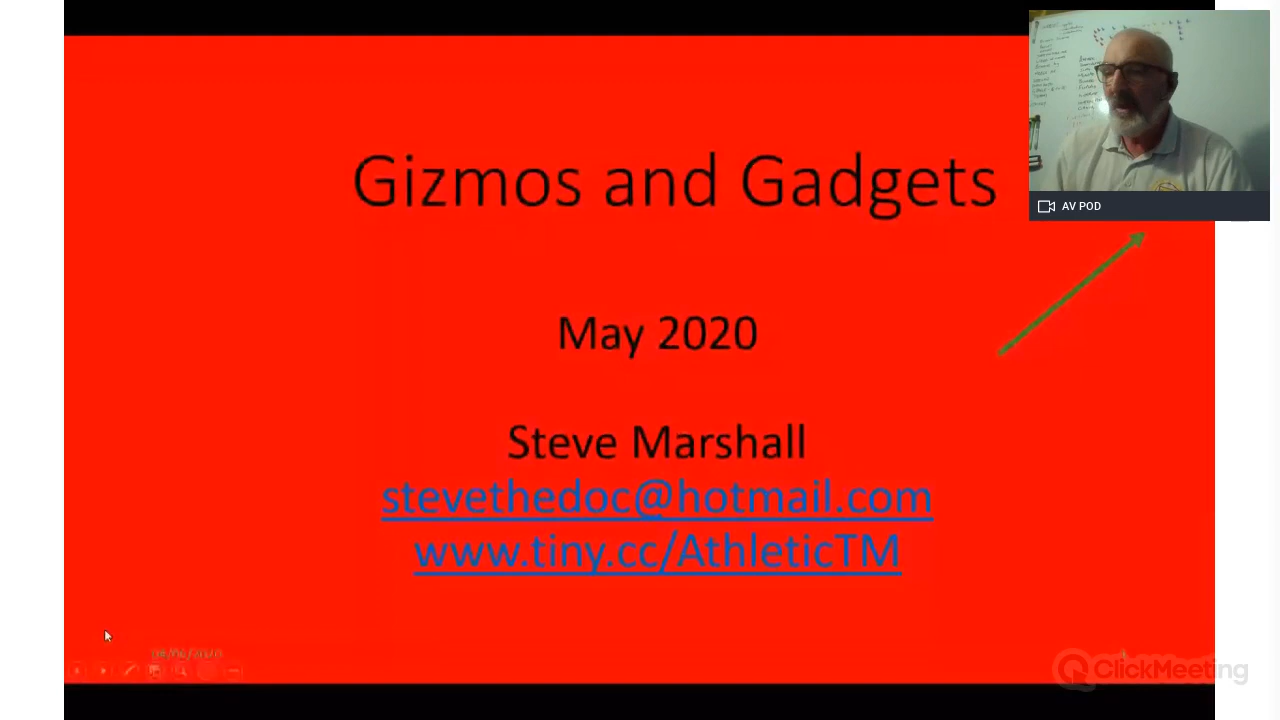 Gizmos and Gadgets
AV POD
May 2020
Steve Marshall
stevethedoc@hotmail.com
www.tiny.cc/AthleticTM
ClickMeeting